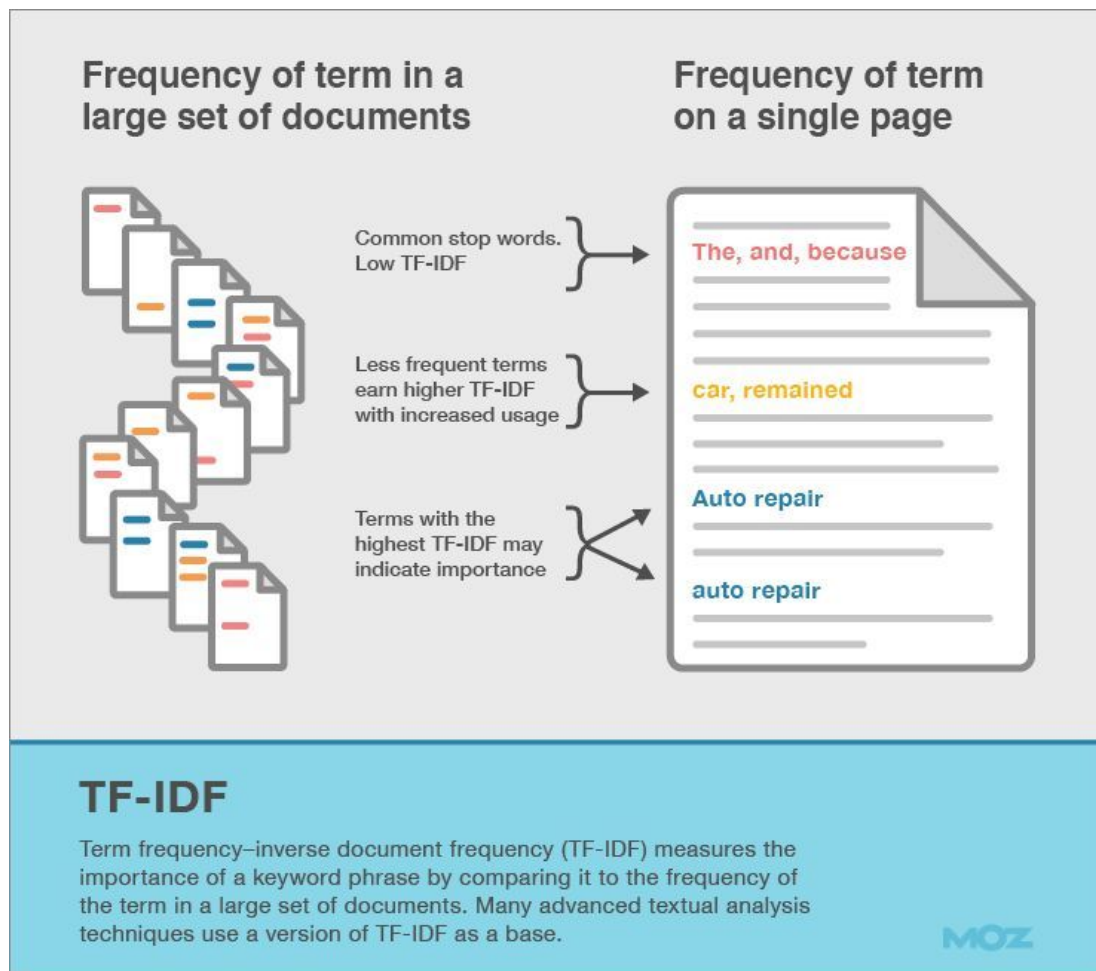 Frequency of term in a
large set of documents
Frequency of term
on a single page
Common stop words.
Low TF-IDF
The, and, because
Less frequent terms
earn higher TF-IDF
with increased usage
car, remained
Terms with the
highest TF-IDF may
indicate importance
Auto repair
auto repair
TF-IDF
Term frequency–inverse document frequency (TF-IDF) measures the
importance of a keyword phrase by comparing it to the frequency of
the term in a large set of documents. Many advanced textual analysis
techniques use a version of TF-IDF as a base.
MOZ